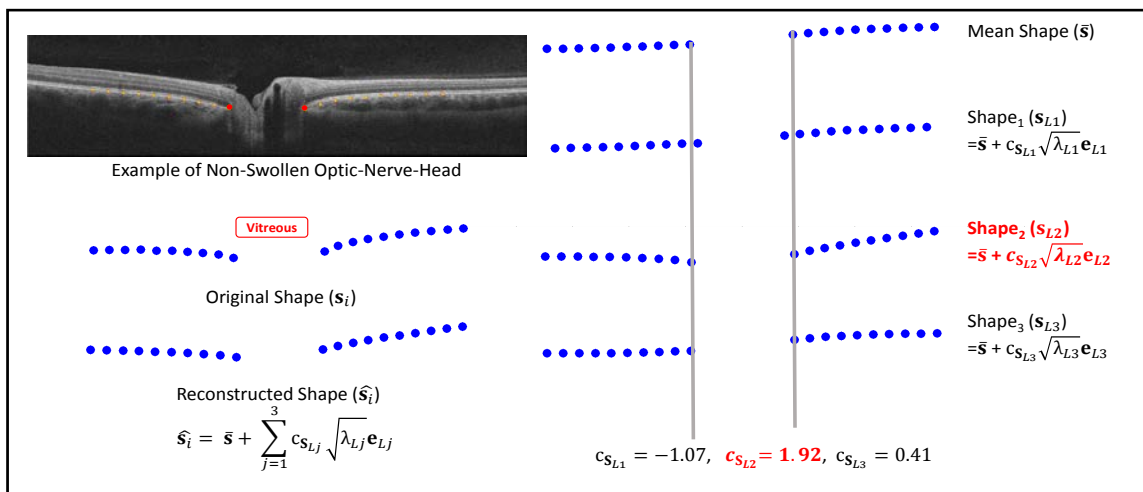 Example of Non-Swollen Optic-Nerve-Head
Vitreous
Original Shape (𝐬ᵢ)
Reconstructed Shape (𝐬̂ᵢ)
𝐬̂ᵢ = 𝐬̄ + ∑_{j=1}^{3} c_{𝐬_{Lj}} √λ_{Lj} 𝐞_{Lj}
Mean Shape (𝐬̄)
Shape₁ (𝐬_{L1})
=𝐬̄ + c_{𝐬_{L1}} √λ_{L1} 𝐞_{L1}
Shape₂ (𝐬_{L2})
=𝐬̄ + c_{𝐬_{L2}} √λ_{L2} 𝐞_{L2}
Shape₃ (𝐬_{L3})
=𝐬̄ + c_{𝐬_{L3}} √λ_{L3} 𝐞_{L3}
c_{𝐬_{L1}} = −1.07, c_{𝐬_{L2}} = 1.92, c_{𝐬_{L3}} = 0.41